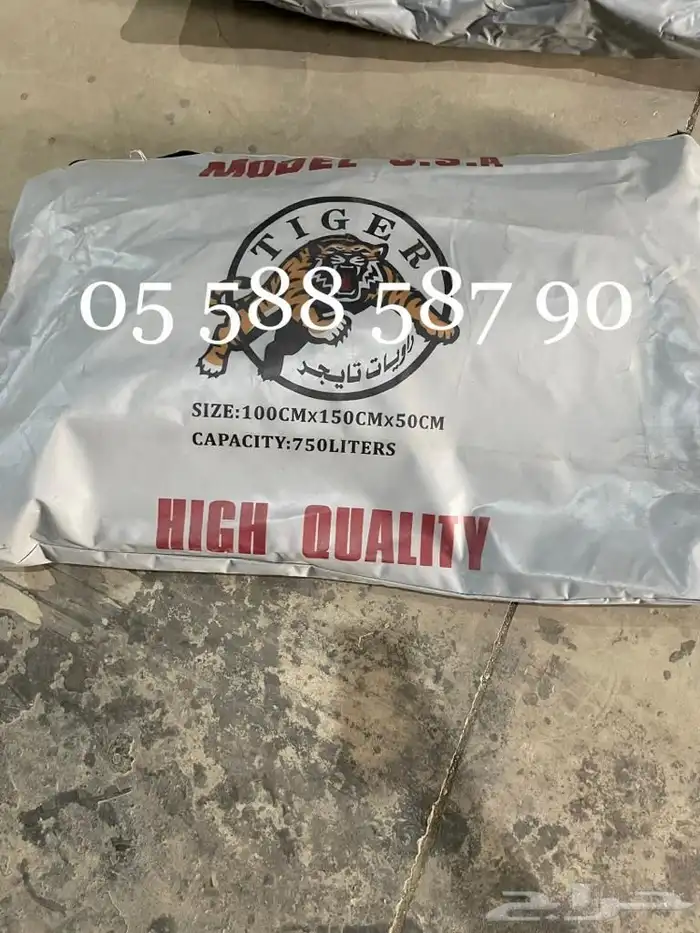 MODEL U.S.A
TIGER
05 588 587 90
راويات تايجر
SIZE:100CMx150CMx50CM
CAPACITY:750LITERS
HIGH QUALITY
حراج